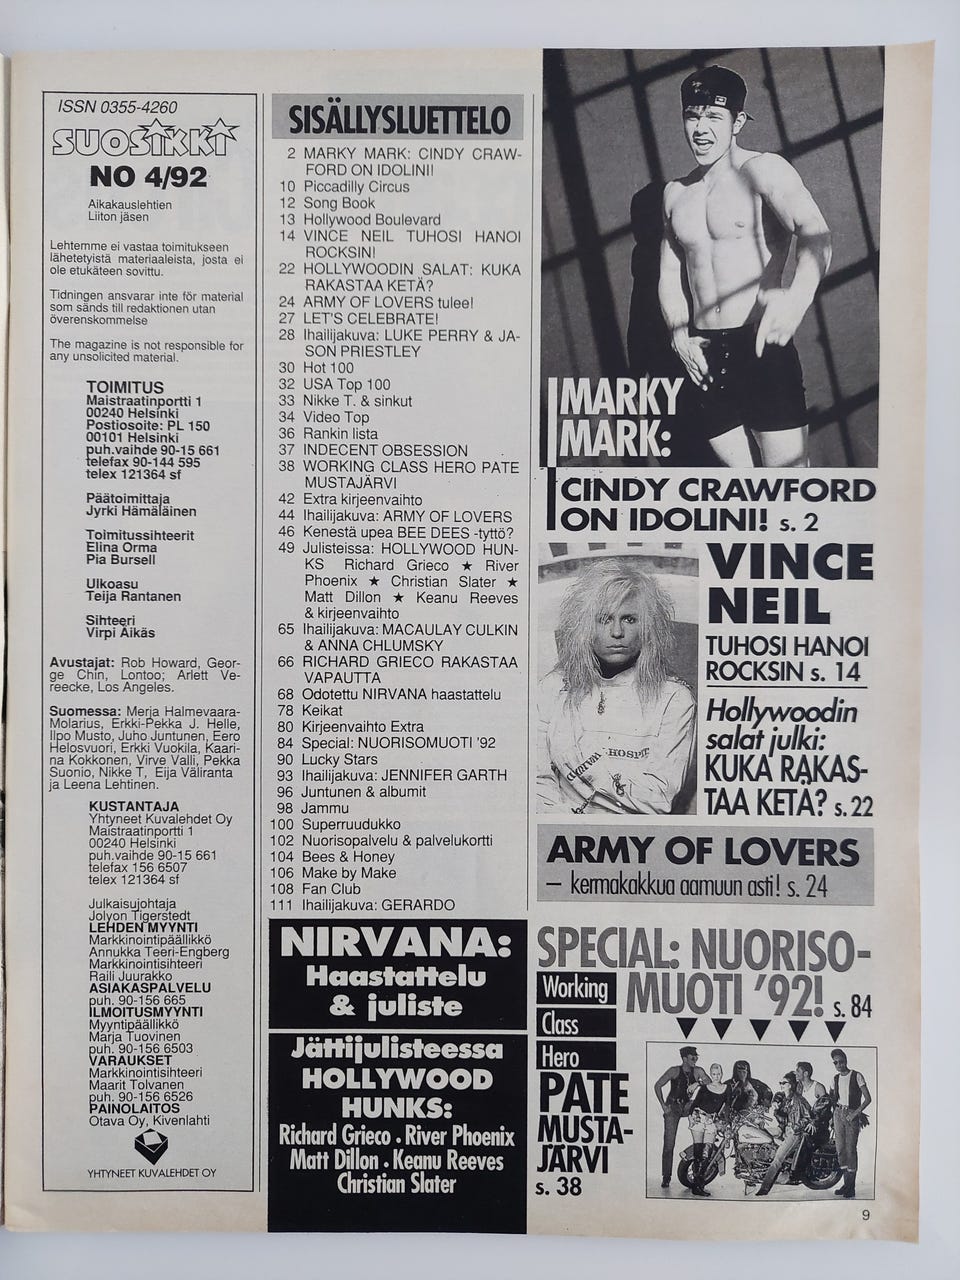 ISSN 0355-4260
SUOSIKKI
NO 4/92
Aikakauslehtien
Liiton jäsen
Lehtemme ei vastaa toimitukseen
lähetetyistä materiaaleista, josta ei
ole etukäteen sovittu.
Tidningen ansvarar inte för material
som sänds till redaktionen utan
överenskommelse
The magazine is not responsible for
any unsolicited material.
TOIMITUS
Maistraatinportti 1
00240 Helsinki
Postiosoite: PL 150
00101 Helsinki
puh.vaihde 90-15 661
telefax 90-144 595
telex 121364 sf
Päätoimittaja
Jyrki Hämäläinen
Toimitussihteerit
Elina Orma
Pia Bursell
Ulkoasu
Teija Rantanen
Sihteeri
Virpi Äikäs
Avustajat: Rob Howard, Geor-
ge Chin, Lontoo; Arlett Ve-
reecke, Los Angeles.
Suomessa: Merja Halmevaara-
Molarius, Erkki-Pekka J. Helle,
Ilpo Musto, Juho Juntunen, Eero
Helosvuori, Erkki Vuokila, Kaari-
na Kokkonen, Virve Valli, Pekka
Suonio, Nikke T, Eija Väliranta
ja Leena Lehtinen.
KUSTANTAJA
Yhtyneet Kuvalehdet Oy
Maistraatinportti 1
00240 Helsinki
puh.vaihde 90-15 661
telefax 156 6507
telex 121364 sf
Julkaisujohtaja
Jolyon Tigerstedt
LEHDEN MYYNTI
Markkinointipäällikkö
Annukka Teeri-Engberg
Markkinointisihteeri
Raili Juurakko
ASIAKASPALVELU
puh. 90-156 665
ILMOITUSMYYNTI
Myyntipäällikkö
Marja Tuovinen
puh. 90-156 6503
VARAUKSET
Markkinointisihteeri
Maarit Tolvanen
puh. 90-156 6526
PAINOLAITOS
Otava Oy, Kivenlahti
YHTYNEET KUVALEHDET OY
SISÄLLYSLUETTELO
2 MARKY MARK: CINDY CRAW-
FORD ON IDOLINI!
10 Piccadilly Circus
12 Song Book
13 Hollywood Boulevard
14 VINCE NEIL TUHOSI HANOI
ROCKSIN!
22 HOLLYWOODIN SALAT: KUKA
RAKASTAA KETÄ?
24 ARMY OF LOVERS tulee!
27 LET'S CELEBRATE!
28 Ihailijakuva: LUKE PERRY & JA-
SON PRIESTLEY
30 Hot 100
32 USA Top 100
33 Nikke T. & sinkut
34 Video Top
36 Rankin lista
37 INDECENT OBSESSION
38 WORKING CLASS HERO PATE
MUSTAJÄRVI
42 Extra kirjeenvaihto
44 Ihailijakuva: ARMY OF LOVERS
46 Kenestä upea BEE DEES -tyttö?
49 Julisteissa: HOLLYWOOD HUN-
KS Richard Grieco ★ River
Phoenix ★ Christian Slater ★
Matt Dillon ★ Keanu Reeves
& kirjeenvaihto
65 Ihailijakuva: MACAULAY CULKIN
& ANNA CHLUMSKY
66 RICHARD GRIECO RAKASTAA
VAPAUTTA
68 Odotettu NIRVANA haastattelu
78 Keikat
80 Kirjeenvaihto Extra
84 Special: NUORISOMUOTI '92
90 Lucky Stars
93 Ihailijakuva: JENNIFER GARTH
96 Juntunen & albumit
98 Jammu
100 Superruudukko
102 Nuorisopalvelu & palvelukortti
104 Bees & Honey
106 Make by Make
108 Fan Club
111 Ihailijakuva: GERARDO
NIRVANA:
Haastattelu
& juliste
Jättijulisteessa
HOLLYWOOD
HUNKS:
Richard Grieco . River Phoenix
Matt Dillon . Keanu Reeves
Christian Slater
MARKY
MARK:
CINDY CRAWFORD
ON IDOLINI! s. 2
VINCE
NEIL
TUHOSI HANOI
ROCKSIN s. 14
HOSPIT
Hollywoodin
salat julki:
KUKA RAKAS-
TAA KETÄ? s. 22
ARMY OF LOVERS
– kermakakkua aamuun asti! s. 24
SPECIAL: NUORISO-
MUOTI '92! s. 84
Working
Class
Hero
PATE
MUSTA-
JÄRVI
s. 38
9